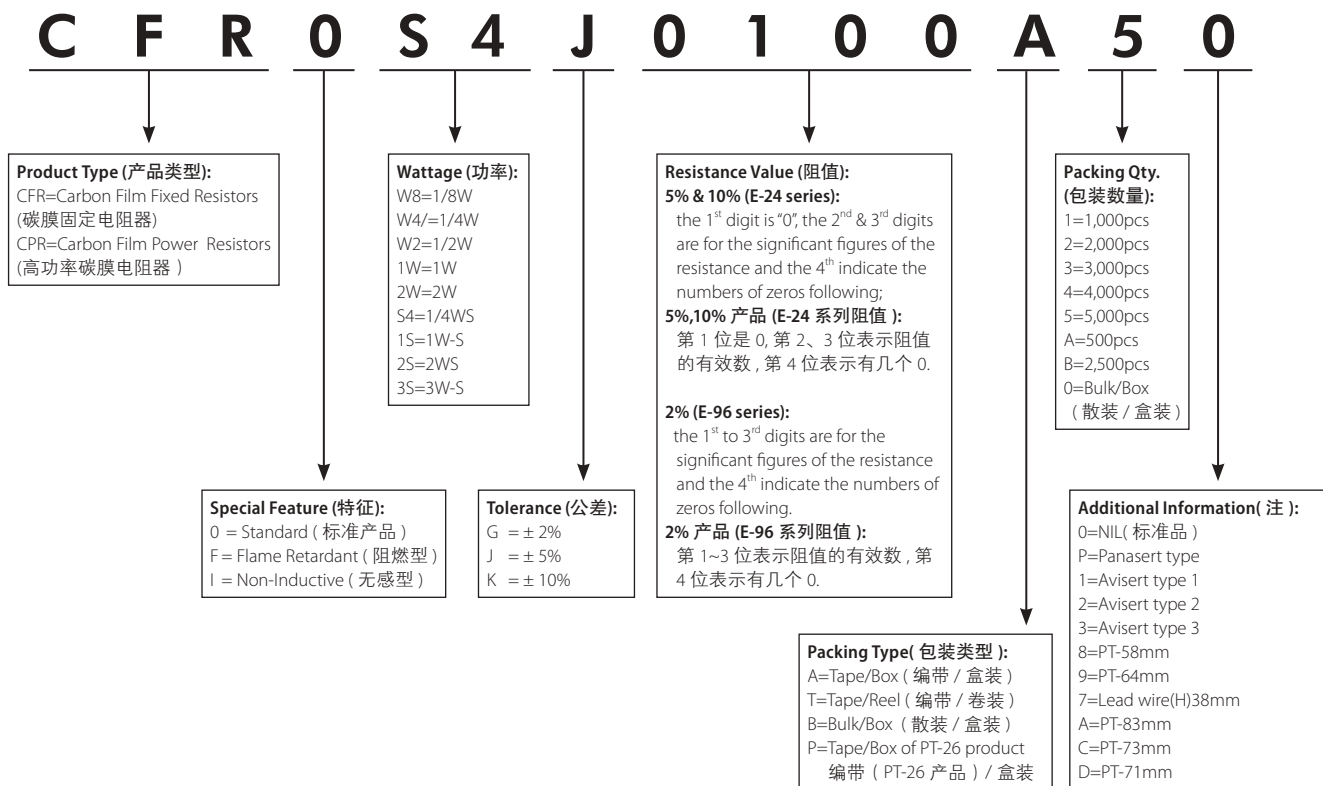 C F R 0 S 4 J 0 1 0 0 A 5 0
Product Type (产品类型):
CFR=Carbon Film Fixed Resistors
(碳膜固定电阻器)
CPR=Carbon Film Power Resistors
(高功率碳膜电阻器 )
Wattage (功率):
W8=1/8W
W4/=1/4W
W2=1/2W
1W=1W
2W=2W
S4=1/4WS
1S=1W-S
2S=2WS
3S=3W-S
Resistance Value (阻值):
5% & 10% (E-24 series):
the 1st digit is “0”, the 2nd & 3rd digits
are for the significant figures of the
resistance and the 4th indicate the
numbers of zeros following;
5%,10% 产品 (E-24 系列阻值 ):
第 1 位是 0, 第 2、3 位表示阻值
的有效数 , 第 4 位表示有几个 0.
2% (E-96 series):
the 1st to 3rd digits are for the
significant figures of the resistance
and the 4th indicate the numbers of
zeros following.
2% 产品 (E-96 系列阻值 ):
第 1~3 位表示阻值的有效数 , 第
4 位表示有几个 0.
Packing Qty.
(包装数量):
1=1,000pcs
2=2,000pcs
3=3,000pcs
4=4,000pcs
5=5,000pcs
A=500pcs
B=2,500pcs
0=Bulk/Box
( 散装 / 盒装 )
Special Feature (特征):
0 = Standard ( 标准产品 )
F = Flame Retardant ( 阻燃型 )
I = Non-Inductive ( 无感型 )
Tolerance (公差):
G = ± 2%
J = ± 5%
K = ± 10%
Packing Type( 包装类型 ):
A=Tape/Box ( 编带 / 盒装 )
T=Tape/Reel ( 编带 / 卷装 )
B=Bulk/Box ( 散装 / 盒装 )
P=Tape/Box of PT-26 product
编带 ( PT-26 产品 ) / 盒装
Additional Information( 注 ):
0=NIL( 标准品 )
P=Panasert type
1=Avisert type 1
2=Avisert type 2
3=Avisert type 3
8=PT-58mm
9=PT-64mm
7=Lead wire(H)38mm
A=PT-83mm
C=PT-73mm
D=PT-71mm